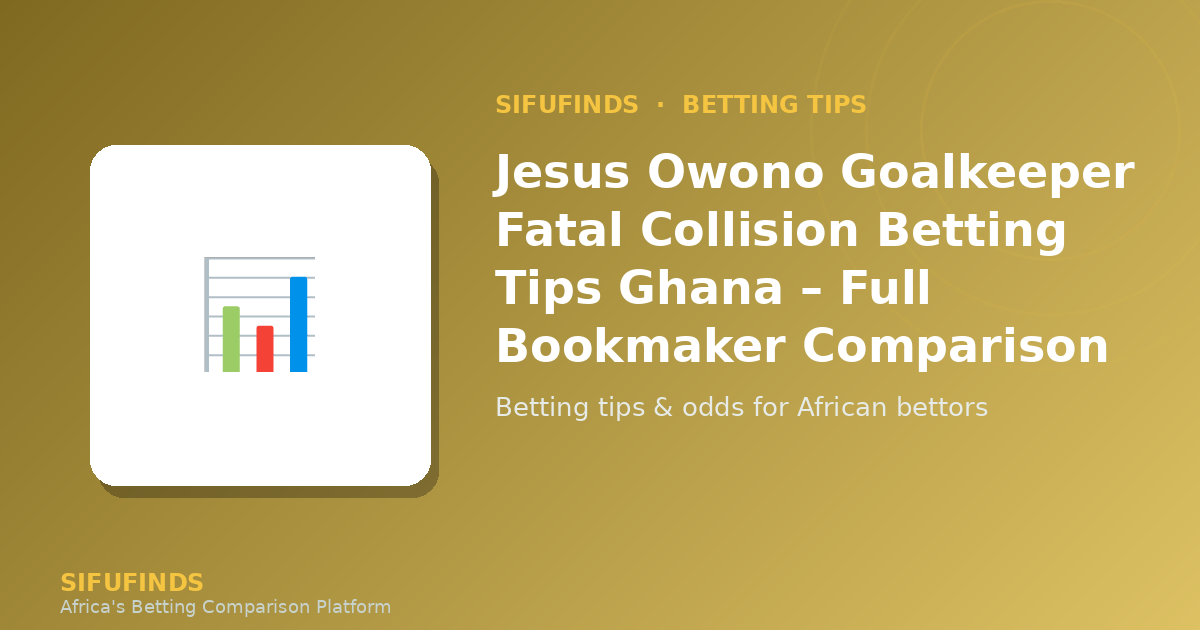 SIFUFINDS · BETTING TIPS
Jesus Owono Goalkeeper
Fatal Collision Betting
Tips Ghana – Full
Bookmaker Comparison
Betting tips & odds for African bettors
SIFUFINDS
Africa's Betting Comparison Platform